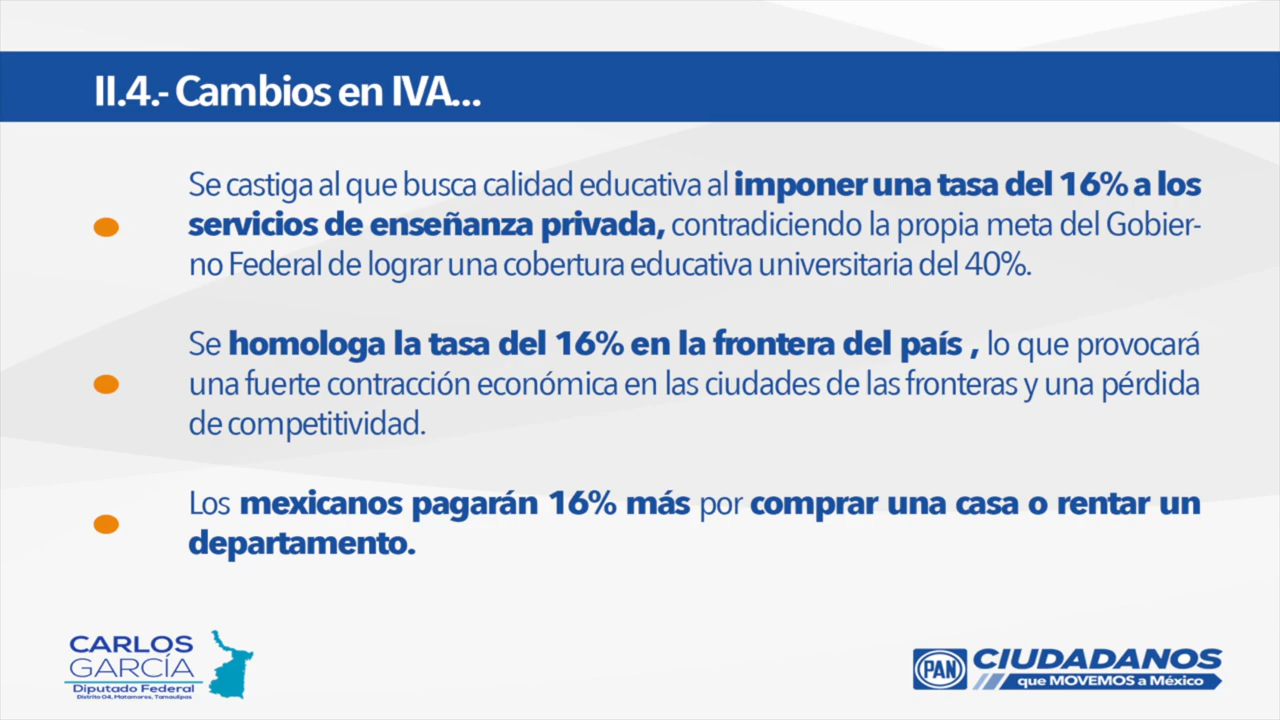 II.4.- Cambios en IVA...
Se castiga al que busca calidad educativa al imponer una tasa del 16% a los
servicios de enseñanza privada, contradiciendo la propia meta del Gobier-
no Federal de lograr una cobertura educativa universitaria del 40%.
Se homologa la tasa del 16% en la frontera del país , lo que provocará
una fuerte contracción económica en las ciudades de las fronteras y una pérdida
de competitividad.
Los mexicanos pagarán 16% más por comprar una casa o rentar un
departamento.
CARLOS
GARCÍA
Diputado Federal
Distrito 04, Matamoros, Tamaulipas
PAN
CIUDADANOS
que MOVEMOS a México